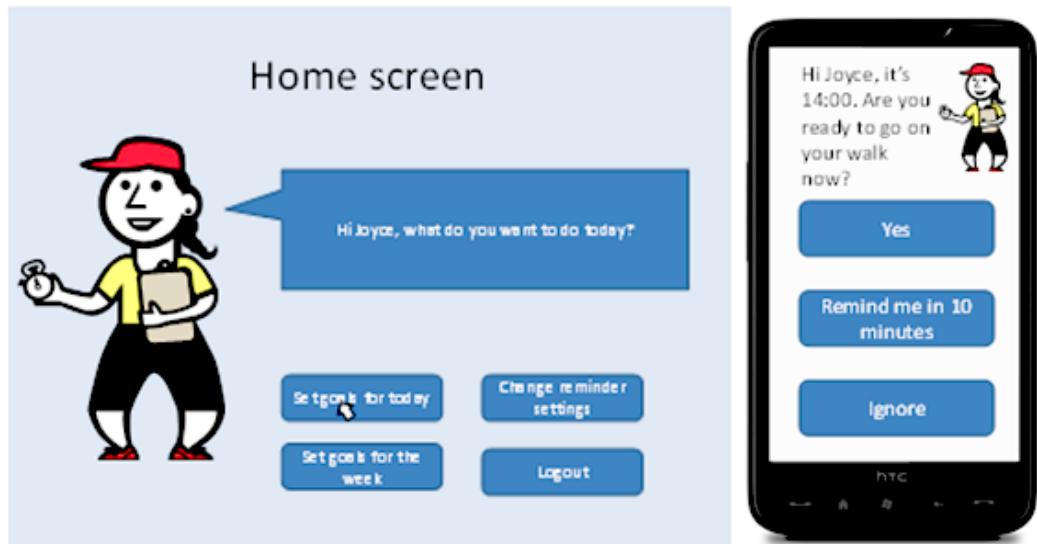 Home screen
Hi Joyce, what do you want to do today?
Set goals for today
Change reminder
settings
Set goals for the
week
Logout
Hi Joyce, it's
14:00. Are you
ready to go on
your walk
now?
Yes
Remind me in 10
minutes
Ignore
hTC